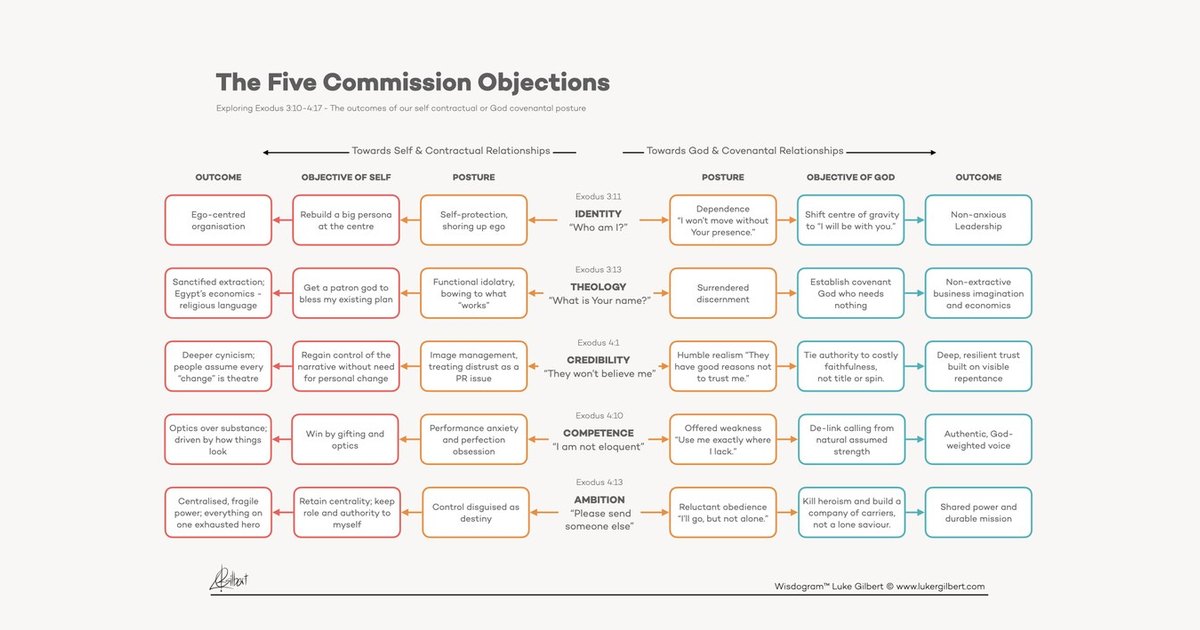 The Five Commission Objections
Exploring Exodus 3:10-4:17 - The outcomes of our self contractual or God covenantal posture
Towards Self & Contractual Relationships
Towards God & Covenantal Relationships
OUTCOME
OBJECTIVE OF SELF
POSTURE
POSTURE
OBJECTIVE OF GOD
OUTCOME
Ego-centred
organisation
Rebuild a big persona
at the centre
Self-protection,
shoring up ego
Exodus 3:11
IDENTITY
“Who am I?”
Dependence
“I won’t move without
Your presence.”
Shift centre of gravity
to “I will be with you.”
Non-anxious
Leadership
Sanctified extraction;
Egypt’s economics -
religious language
Get a patron god to
bless my existing plan
Functional idolatry,
bowing to what
“works”
Exodus 3:13
THEOLOGY
“What is Your name?”
Surrendered
discernment
Establish covenant
God who needs
nothing
Non-extractive
business imagination
and economics
Deeper cynicism;
people assume every
“change” is theatre
Regain control of the
narrative without need
for personal change
Image management,
treating distrust as a
PR issue
Exodus 4:1
CREDIBILITY
“They won’t believe me”
Humble realism “They
have good reasons not
to trust me.”
Tie authority to costly
faithfulness,
not title or spin.
Deep, resilient trust
built on visible
repentance
Optics over substance;
driven by how things
look
Win by gifting and
optics
Performance anxiety
and perfection
obsession
Exodus 4:10
COMPETENCE
“I am not eloquent”
Offered weakness
“Use me exactly where
I lack.”
De-link calling from
natural assumed
strength
Authentic, God-
weighted voice
Centralised, fragile
power; everything on
one exhausted hero
Retain centrality; keep
role and authority to
myself
Control disguised as
destiny
Exodus 4:13
AMBITION
“Please send
someone else”
Reluctant obedience
“I’ll go, but not alone.”
Kill heroism and build a
company of carriers,
not a lone saviour.
Shared power and
durable mission
LRGilbert
Wisdogram™ Luke Gilbert © www.lukergilbert.com